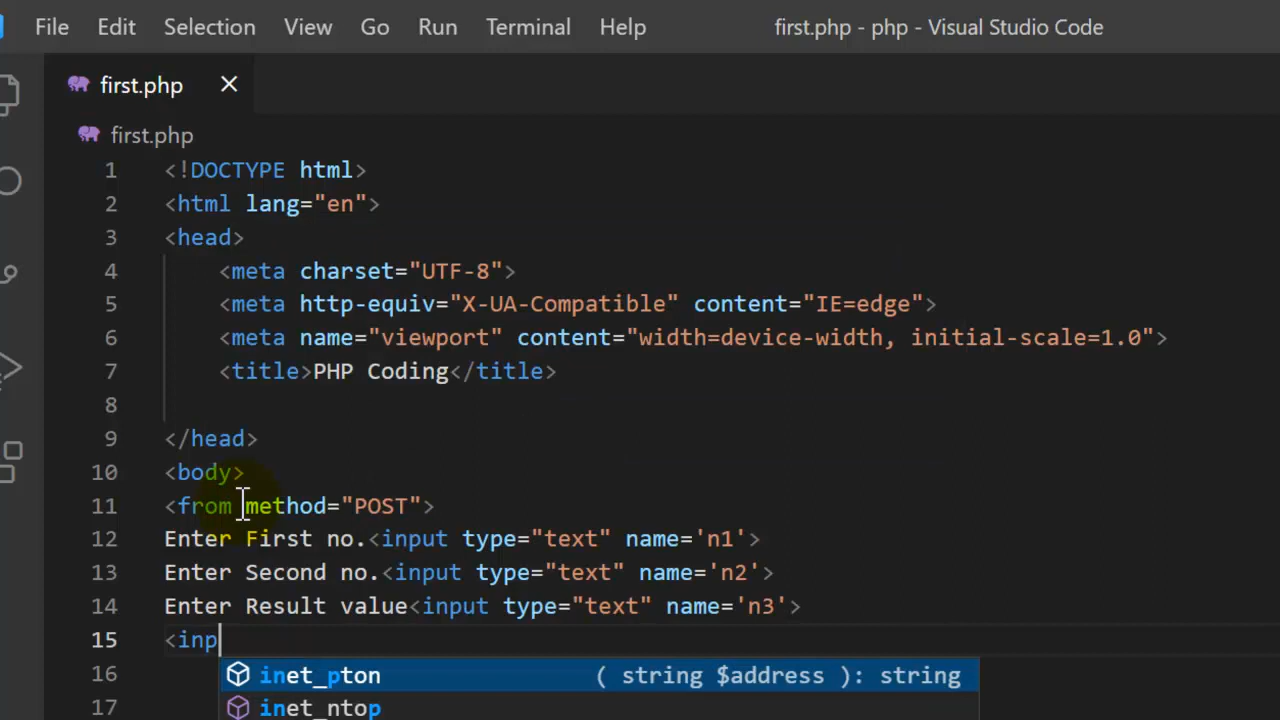 File Edit Selection View Go Run Terminal Help first.php - php - Visual Studio Code
first.php
first.php
1 <!DOCTYPE html>
2 <html lang="en">
3 <head>
4 <meta charset="UTF-8">
5 <meta http-equiv="X-UA-Compatible" content="IE=edge">
6 <meta name="viewport" content="width=device-width, initial-scale=1.0">
7 <title>PHP Coding</title>
8
9 </head>
10 <body>
11 <from method="POST">
12 Enter First no.<input type="text" name='n1'>
13 Enter Second no.<input type="text" name='n2'>
14 Enter Result value<input type="text" name='n3'>
15 <inp
16 inet_pton ( string $address ): string
17 inet_ntop